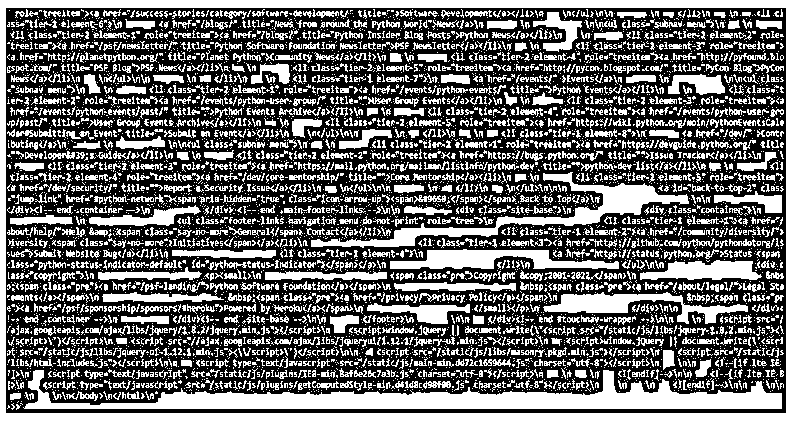 role="treeitem"><a href="/success-stories/category/software-development/" title="">Software Development</a></li>\n \n</ul>\n \n \n </li>\n \n \n <li cl
ass="tier-1 element-6"><a href="/blogs/" title="News from around the Python world">News</a>\n \n \n \n\n<ul class="subnav menu">\n \n
<li class="tier-2 element-1" role="treeitem"><a href="/blogs/" title="Python Insider Blog Posts">Python News</a></li>\n \n <li class="tier-2 element-2" role=
"treeitem"><a href="/psf/newsletter/" title="Python Software Foundation Newsletter">PSF Newsletter</a></li>\n \n <li class="tier-2 element-3" role="treeitem">
<a href="http://planetpython.org/" title="Planet Python">Community News</a></li>\n \n <li class="tier-2 element-4" role="treeitem"><a href="http://pyfound.blo
gspot.com/" title="PSF Blog">PSF News</a></li>\n \n <li class="tier-2 element-5" role="treeitem"><a href="http://pycon.blogspot.com/" title="PyCon Blog">PyCon
News</a></li>\n \n</ul>\n \n \n </li>\n \n \n <li class="tier-1 element-7"><a href="/events/" >Events</a>\n \n \n \n\n<ul class=
"subnav menu">\n \n <li class="tier-2 element-1" role="treeitem"><a href="/events/python-events/" title="">Python Events</a></li>\n \n <li class="ti
er-2 element-2" role="treeitem"><a href="/events/python-user-group/" title="">User Group Events</a></li>\n \n <li class="tier-2 element-3" role="treeitem"><a
href="/events/python-events/past/" title="">Python Events Archive</a></li>\n \n <li class="tier-2 element-4" role="treeitem"><a href="/events/python-user-gro
up/past/" title="">User Group Events Archive</a></li>\n \n <li class="tier-2 element-5" role="treeitem"><a href="https://wiki.python.org/moin/PythonEventsCale
ndar#Submitting_an_Event" title="">Submit an Event</a></li>\n \n</ul>\n \n \n </li>\n \n \n <li class="tier-1 element-8"><a href="/dev/" >Contr
ibuting</a>\n \n \n \n\n<ul class="subnav menu">\n \n <li class="tier-2 element-1" role="treeitem"><a href="https://devguide.python.org/" title=
"">Developer&#39;s Guide</a></li>\n \n <li class="tier-2 element-2" role="treeitem"><a href="https://bugs.python.org/" title="">Issue Tracker</a></li>\n
\n <li class="tier-2 element-3" role="treeitem"><a href="https://mail.python.org/mailman/listinfo/python-dev" title="">python-dev list</a></li>\n \n
<li class="tier-2 element-4" role="treeitem"><a href="/dev/core-mentorship/" title="">Core Mentorship</a></li>\n \n <li class="tier-2 element-5" role="treeitem">
<a href="/dev/security/" title="">Report a Security Issue</a></li>\n \n</ul>\n \n \n </li>\n \n \n</ul>\n\n\n <a id="back-to-top-2" class=
"jump-link" href="#python-network"><span aria-hidden="true" class="icon-arrow-up"><span>&#9650;</span></span> Back to Top</a>\n \n\n
</div><!-- end .container -->\n </div> <!-- end .main-footer-links -->\n\n <div class="site-base">\n <div class="container">\n
\n <ul class="footer-links navigation menu do-not-print" role="tree">\n <li class="tier-1 element-1"><a href="/
about/help/">Help &amp; <span class="say-no-more">General</span> Contact</a></li>\n <li class="tier-1 element-2"><a href="/community/diversity/">D
iversity <span class="say-no-more">Initiatives</span></a></li>\n <li class="tier-1 element-3"><a href="https://github.com/python/pythondotorg/iss
ues">Submit Website Bug</a></li>\n <li class="tier-1 element-4">\n <a href="https://status.python.org/">Status <span
class="python-status-indicator-default" id="python-status-indicator"></span></a>\n </li>\n </ul>\n\n <div
class="copyright">\n <p><small>\n <span class="pre">Copyright &copy;2001-2022.</span>\n &nbsp
;<span class="pre"><a href="/psf-landing/">Python Software Foundation</a></span>\n &nbsp;<span class="pre"><a href="/about/legal/">Legal Stat
ements</a></span>\n &nbsp;<span class="pre"><a href="/privacy/">Privacy Policy</a></span>\n &nbsp;<span class="pre">
<a href="/psf/sponsorship/sponsors/#heroku">Powered by Heroku</a></span>\n </small></p>\n </div>\n\n </div>
<!-- end .container -->\n </div><!-- end .site-base -->\n\n </footer>\n\n </div><!-- end #touchnav-wrapper -->\n\n \n <script src="/
/ajax.googleapis.com/ajax/libs/jquery/1.8.2/jquery.min.js"></script>\n <script>window.jQuery || document.write(\'<script src="/static/js/libs/jquery-1.8.2.min.js"><
\/script>\')</script>\n <script src="//ajax.googleapis.com/ajax/libs/jqueryui/1.12.1/jquery-ui.min.js"></script>\n <script>window.jQuery || document.write(\'<scri
pt src="/static/js/libs/jquery-ui-1.12.1.min.js"><\\/script>\')</script>\n\n <script src="/static/js/libs/masonry.pkgd.min.js"></script>\n <script src="/static/js
/libs/html-includes.js"></script>\n\n <script type="text/javascript" src="/static/js/main-min.dd72c1659644.js" charset="utf-8"></script>\n \n\n <!--[if lte IE 7]
>\n <script type="text/javascript" src="/static/js/plugins/IE8-min.8af6e26c7a3b.js" charset="utf-8"></script>\n \n \n <![endif]-->\n\n <!--[if lte IE 8
]>\n <script type="text/javascript" src="/static/js/plugins/getComputedStyle-min.d41d8cd98f00.js" charset="utf-8"></script>\n \n \n <![endif]-->\n\n \n
\n \n\n</body>\n</html>\n'
>>>